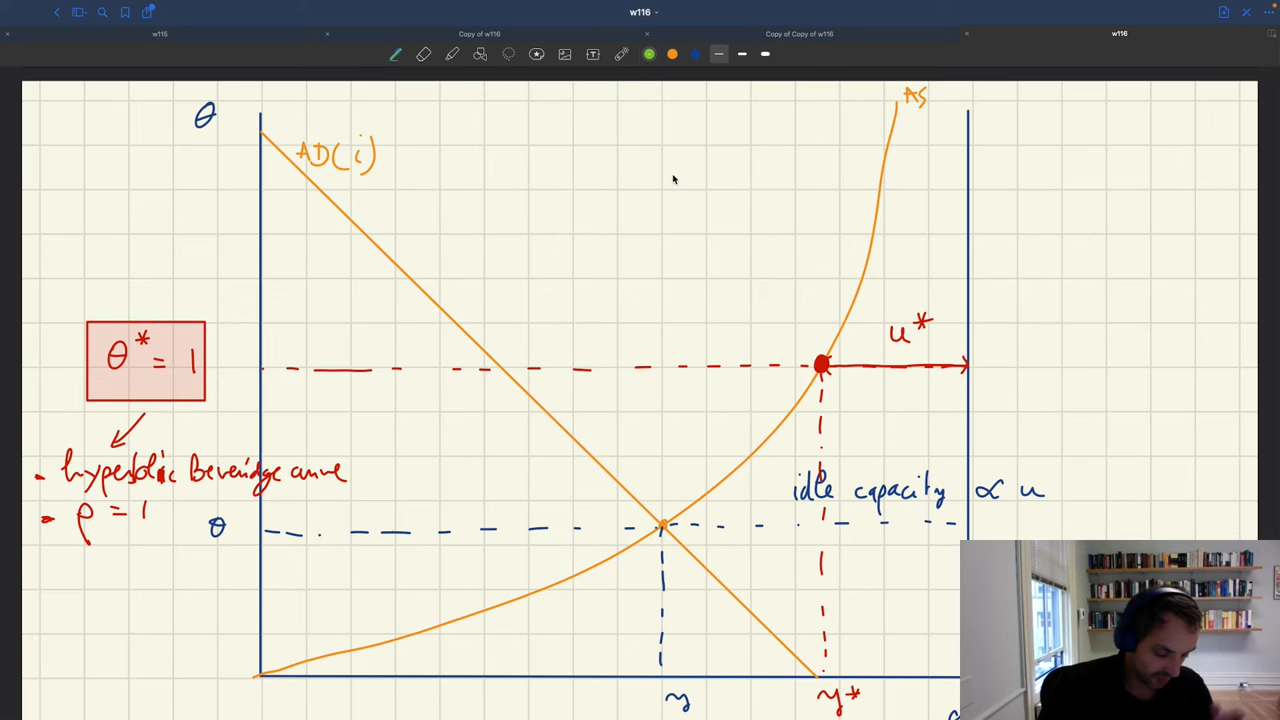 w116
w115
Copy of w116
Copy of Copy of w116
w116
θ
AD(i)
AS
θ* = 1
u*
- hyperbolic Beveridge curve
- ρ = 1
idle capacity ∝ u
θ
y
y*